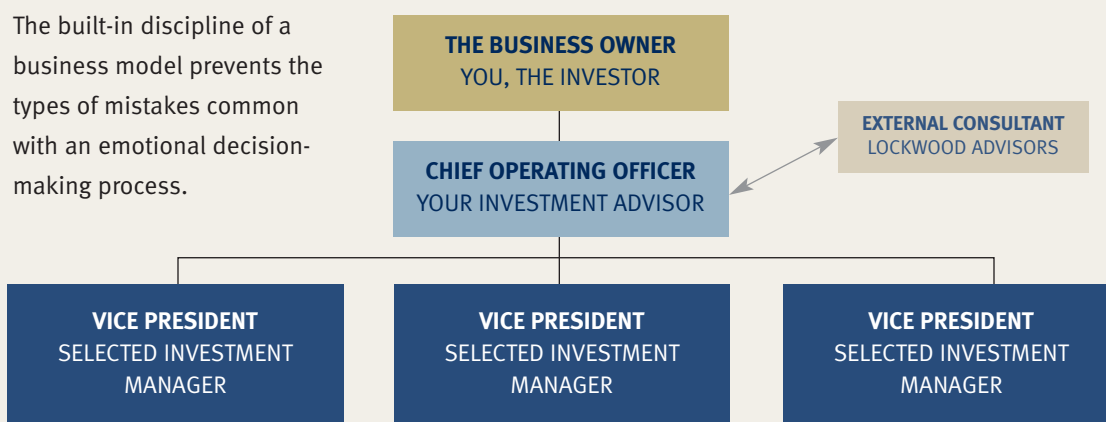 The built-in discipline of a
business model prevents the
types of mistakes common
with an emotional decision-
making process.
THE BUSINESS OWNER
YOU, THE INVESTOR
EXTERNAL CONSULTANT
LOCKWOOD ADVISORS
CHIEF OPERATING OFFICER
YOUR INVESTMENT ADVISOR
VICE PRESIDENT
SELECTED INVESTMENT
MANAGER
VICE PRESIDENT
SELECTED INVESTMENT
MANAGER
VICE PRESIDENT
SELECTED INVESTMENT
MANAGER